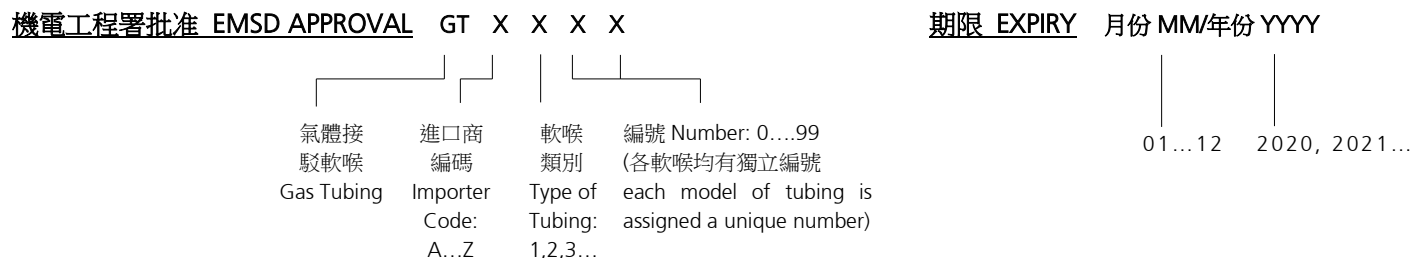 機電工程署批准 EMSD APPROVAL GT X X X X 期限 EXPIRY 月份 MM/年份 YYYY
氣體接
駁軟喉
Gas Tubing
進口商
編碼
Importer
Code:
A…Z
軟喉
類別
Type of
Tubing:
1,2,3…
編號 Number: 0….99
(各軟喉均有獨立編號
each model of tubing is
assigned a unique number)
01…12 2020, 2021…